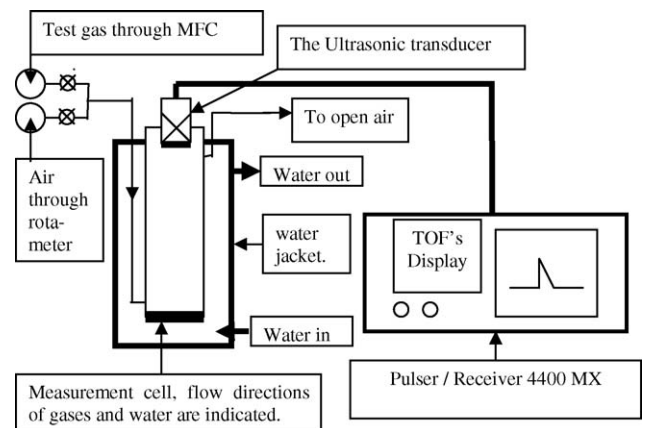 Test gas through MFC
The Ultrasonic transducer
To open air
Air
through
rota-
meter
Water out
water
jacket.
TOF's
Display
Water in
Measurement cell, flow directions
of gases and water are indicated.
Pulser / Receiver 4400 MX